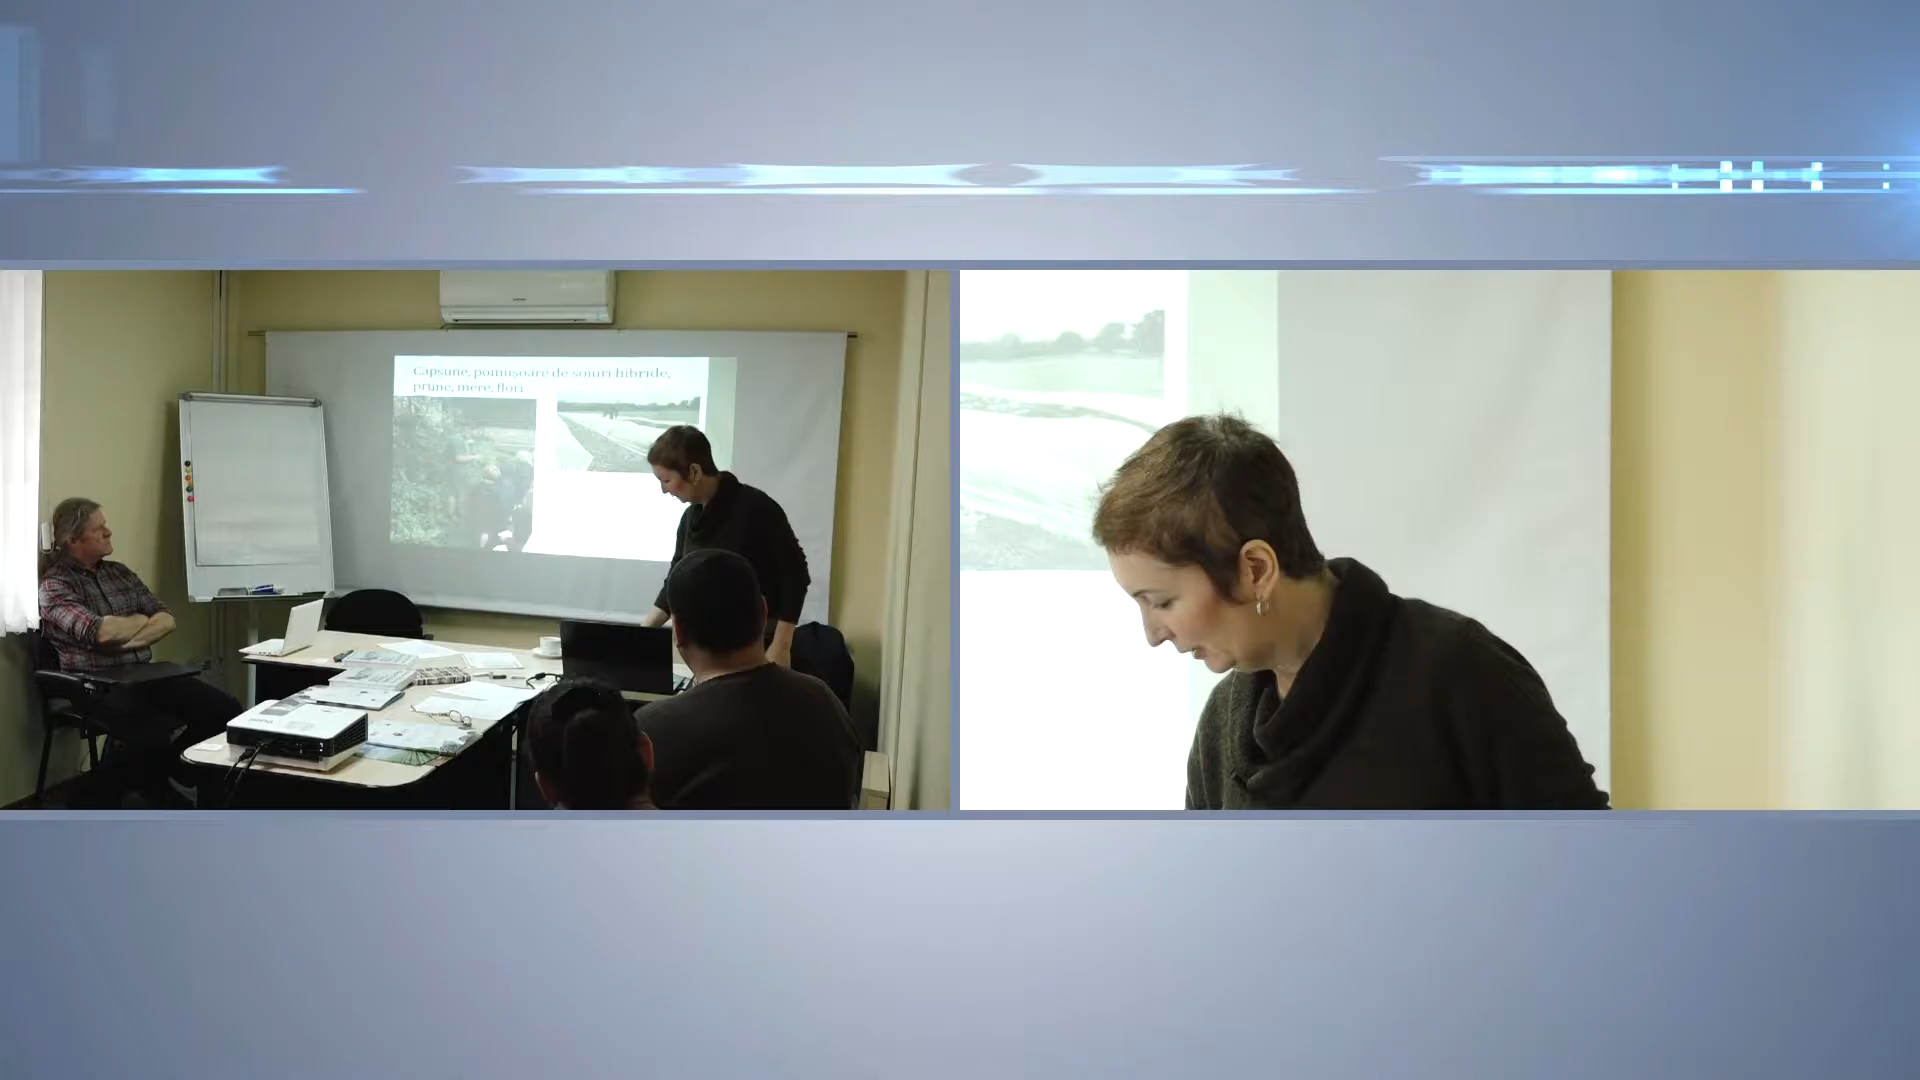 Capsune, pomusoare de soiuri hibride,
prune, mere, flori